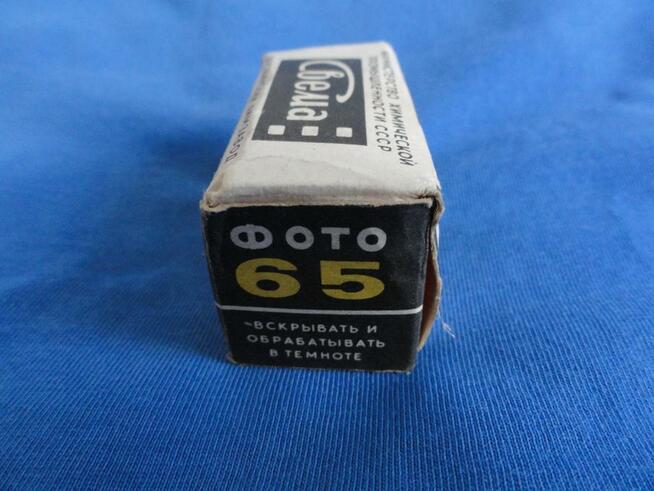 Свема
МИНИСТЕРСТВО ХИМИЧЕСКОЙ
ПРОМЫШЛЕННОСТИ СССР
ФОТО
65
ВСКРЫВАТЬ И
ОБРАБАТЫВАТЬ
В ТЕМНОТЕ